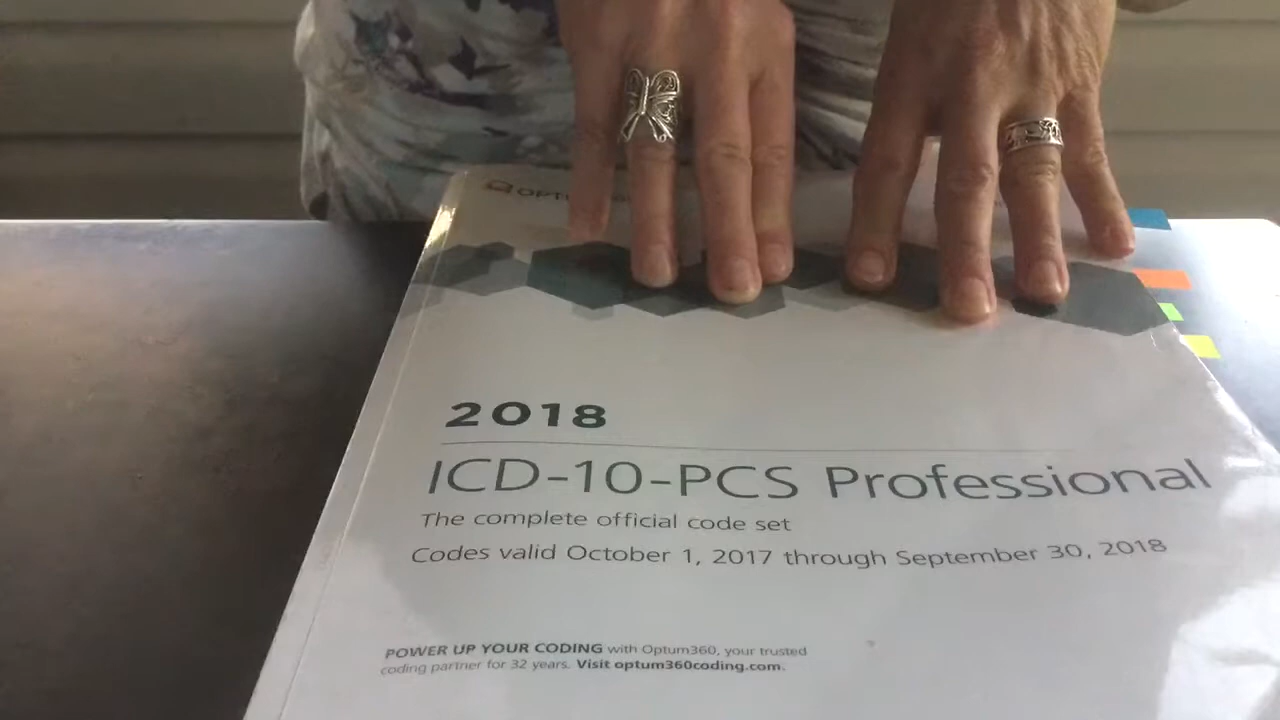 2018
ICD-10-PCS Professional
The complete official code set
Codes valid October 1, 2017 through September 30, 2018
POWER UP YOUR CODING with Optum360, your trusted
coding partner for 32 years. Visit optum360coding.com.